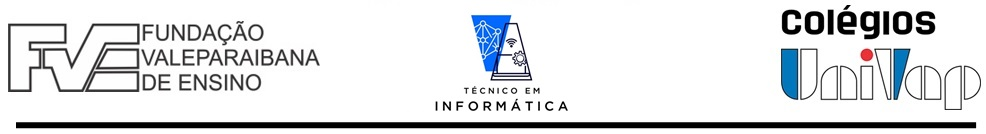 FVE
FUNDAÇÃO
VALEPARAIBANA
DE ENSINO
TÉCNICO EM
INFORMÁTICA
Colégios
UniVap